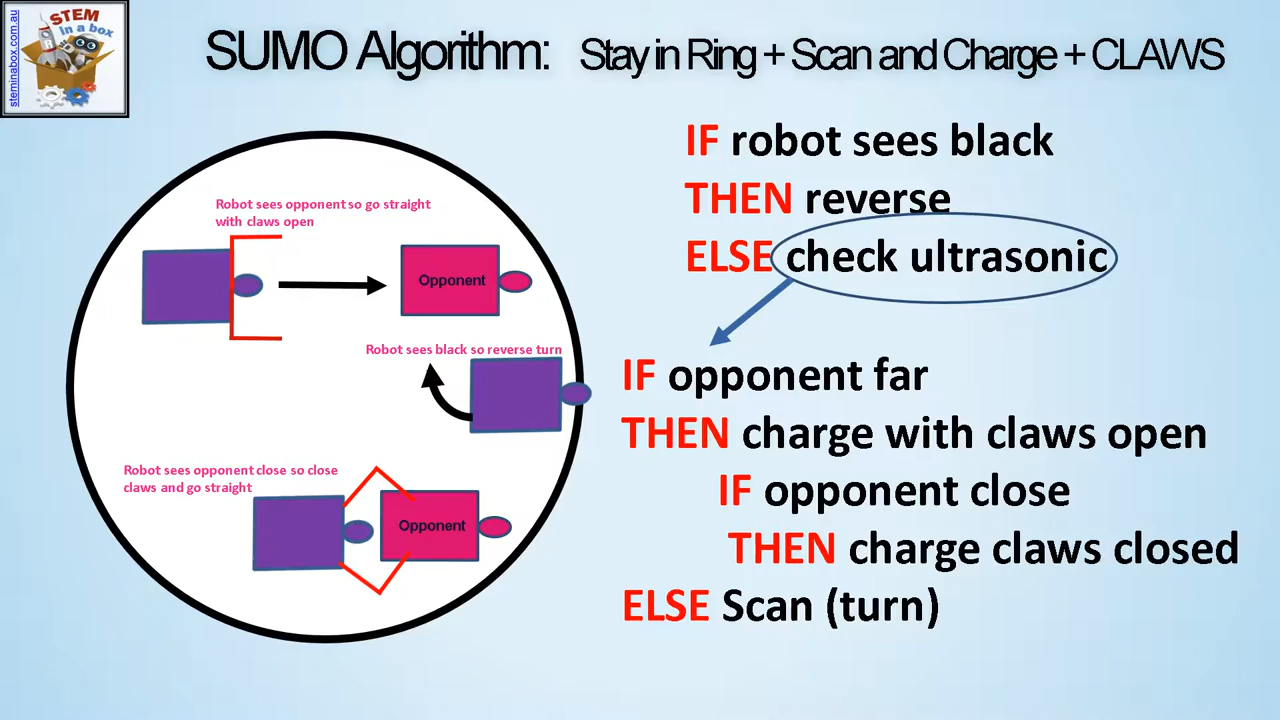 steminabox.com.au
STEM
in a box
SUMO Algorithm: Stay in Ring + Scan and Charge + CLAWS
Robot sees opponent so go straight
with claws open
Opponent
Robot sees black so reverse turn
Robot sees opponent close so close
claws and go straight
Opponent
IF robot sees black
THEN reverse
ELSE check ultrasonic
IF opponent far
THEN charge with claws open
IF opponent close
THEN charge claws closed
ELSE Scan (turn)